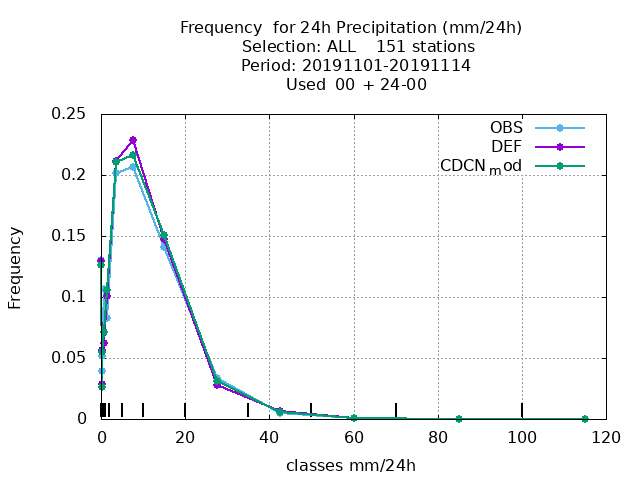 Frequency  for 24h Precipitation (mm/24h)
Selection: ALL    151 stations
Period: 20191101-20191114
Used  00 + 24-00
OBS
DEF
CDCN_mod
0.25
0.2
0.15
0.1
0.05
0
Frequency
0 20 40 60 80 100 120
classes mm/24h